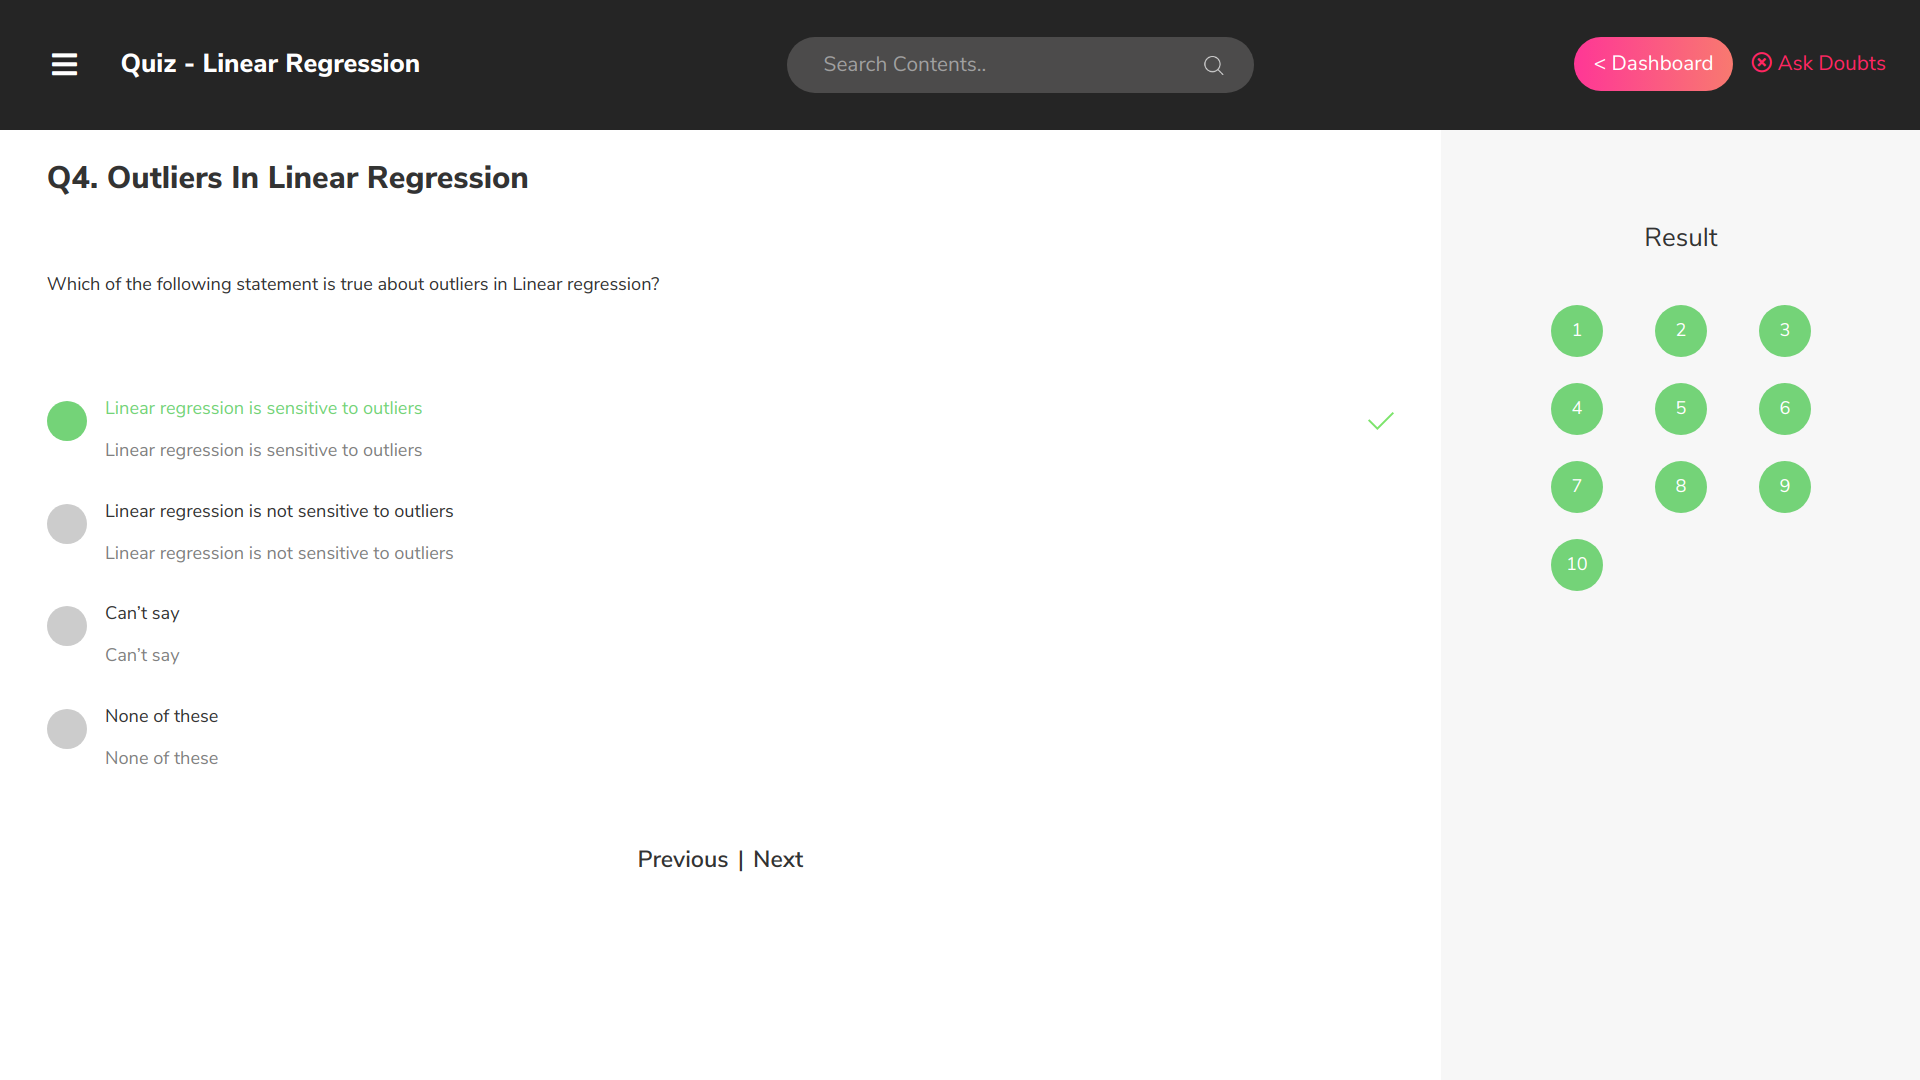 Quiz - Linear Regression
Search Contents..
< Dashboard
Ask Doubts
Q4. Outliers In Linear Regression
Which of the following statement is true about outliers in Linear regression?
Linear regression is sensitive to outliers
Linear regression is sensitive to outliers
Linear regression is not sensitive to outliers
Linear regression is not sensitive to outliers
Can’t say
Can’t say
None of these
None of these
Previous | Next
Result
1 2 3
4 5 6
7 8 9
10